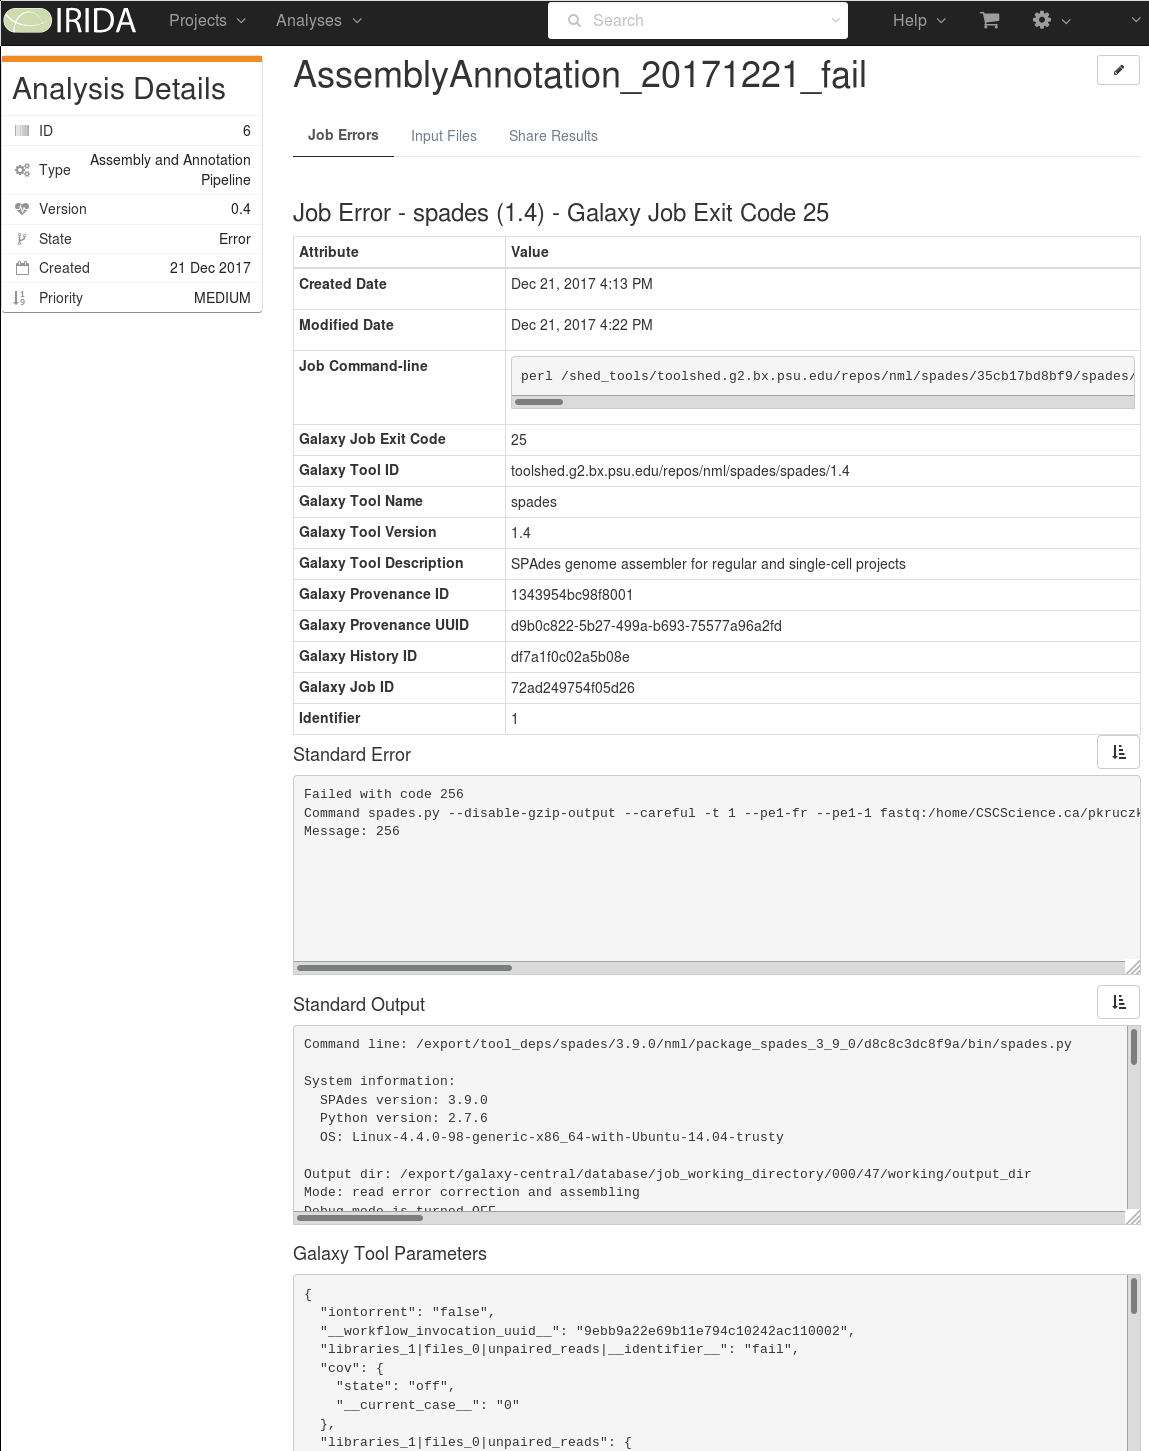 IRIDA Projects Analyses Search Help
Analysis Details
ID 6
Type Assembly and Annotation
Pipeline
Version 0.4
State Error
Created 21 Dec 2017
Priority MEDIUM
AssemblyAnnotation_20171221_fail
Job Errors Input Files Share Results
Job Error - spades (1.4) - Galaxy Job Exit Code 25
Attribute Value
Created Date Dec 21, 2017 4:13 PM
Modified Date Dec 21, 2017 4:22 PM
Job Command-line perl /shed_tools/toolshed.g2.bx.psu.edu/repos/nml/spades/35cb17bd8bf9/spades/
Galaxy Job Exit Code 25
Galaxy Tool ID toolshed.g2.bx.psu.edu/repos/nml/spades/spades/1.4
Galaxy Tool Name spades
Galaxy Tool Version 1.4
Galaxy Tool Description SPAdes genome assembler for regular and single-cell projects
Galaxy Provenance ID 1343954bc98f8001
Galaxy Provenance UUID d9b0c822-5b27-499a-b693-75577a96a2fd
Galaxy History ID df7a1f0c02a5b08e
Galaxy Job ID 72ad249754f05d26
Identifier 1
Standard Error
Failed with code 256
Command spades.py --disable-gzip-output --careful -t 1 --pe1-fr --pe1-1 fastq:/home/CSCScience.ca/pkruczk
Message: 256
Standard Output
Command line: /export/tool_deps/spades/3.9.0/nml/package_spades_3_9_0/d8c8c3dc8f9a/bin/spades.py
System information:
SPAdes version: 3.9.0
Python version: 2.7.6
OS: Linux-4.4.0-98-generic-x86_64-with-Ubuntu-14.04-trusty
Output dir: /export/galaxy-central/database/job_working_directory/000/47/working/output_dir
Mode: read error correction and assembling
Debug mode is turned OFF
Galaxy Tool Parameters
{
"iontorrent": "false",
"__workflow_invocation_uuid__": "9ebb9a22e69b11e794c10242ac110002",
"libraries_1|files_0|unpaired_reads|__identifier__": "fail",
"cov": {
"state": "off",
"__current_case__": "0"
},
"libraries_1|files_0|unpaired_reads": {